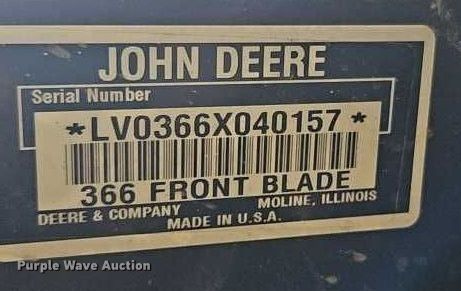 JOHN DEERE
Serial Number
*LV0366X040157*
366 FRONT BLADE
DEERE & COMPANY MOLINE, ILLINOIS
MADE IN U.S.A.
Purple Wave Auction